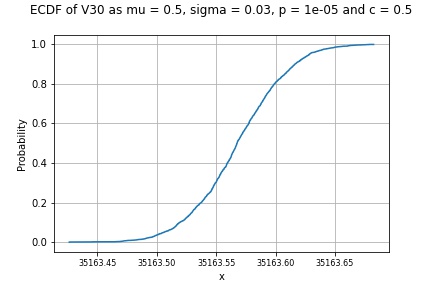 ECDF of V30 as mu = 0.5, sigma = 0.03, p = 1e-05 and c = 0.5
1.0
0.8
0.6
0.4
0.2
0.0
Probability
35163.45 35163.50 35163.55 35163.60 35163.65
x